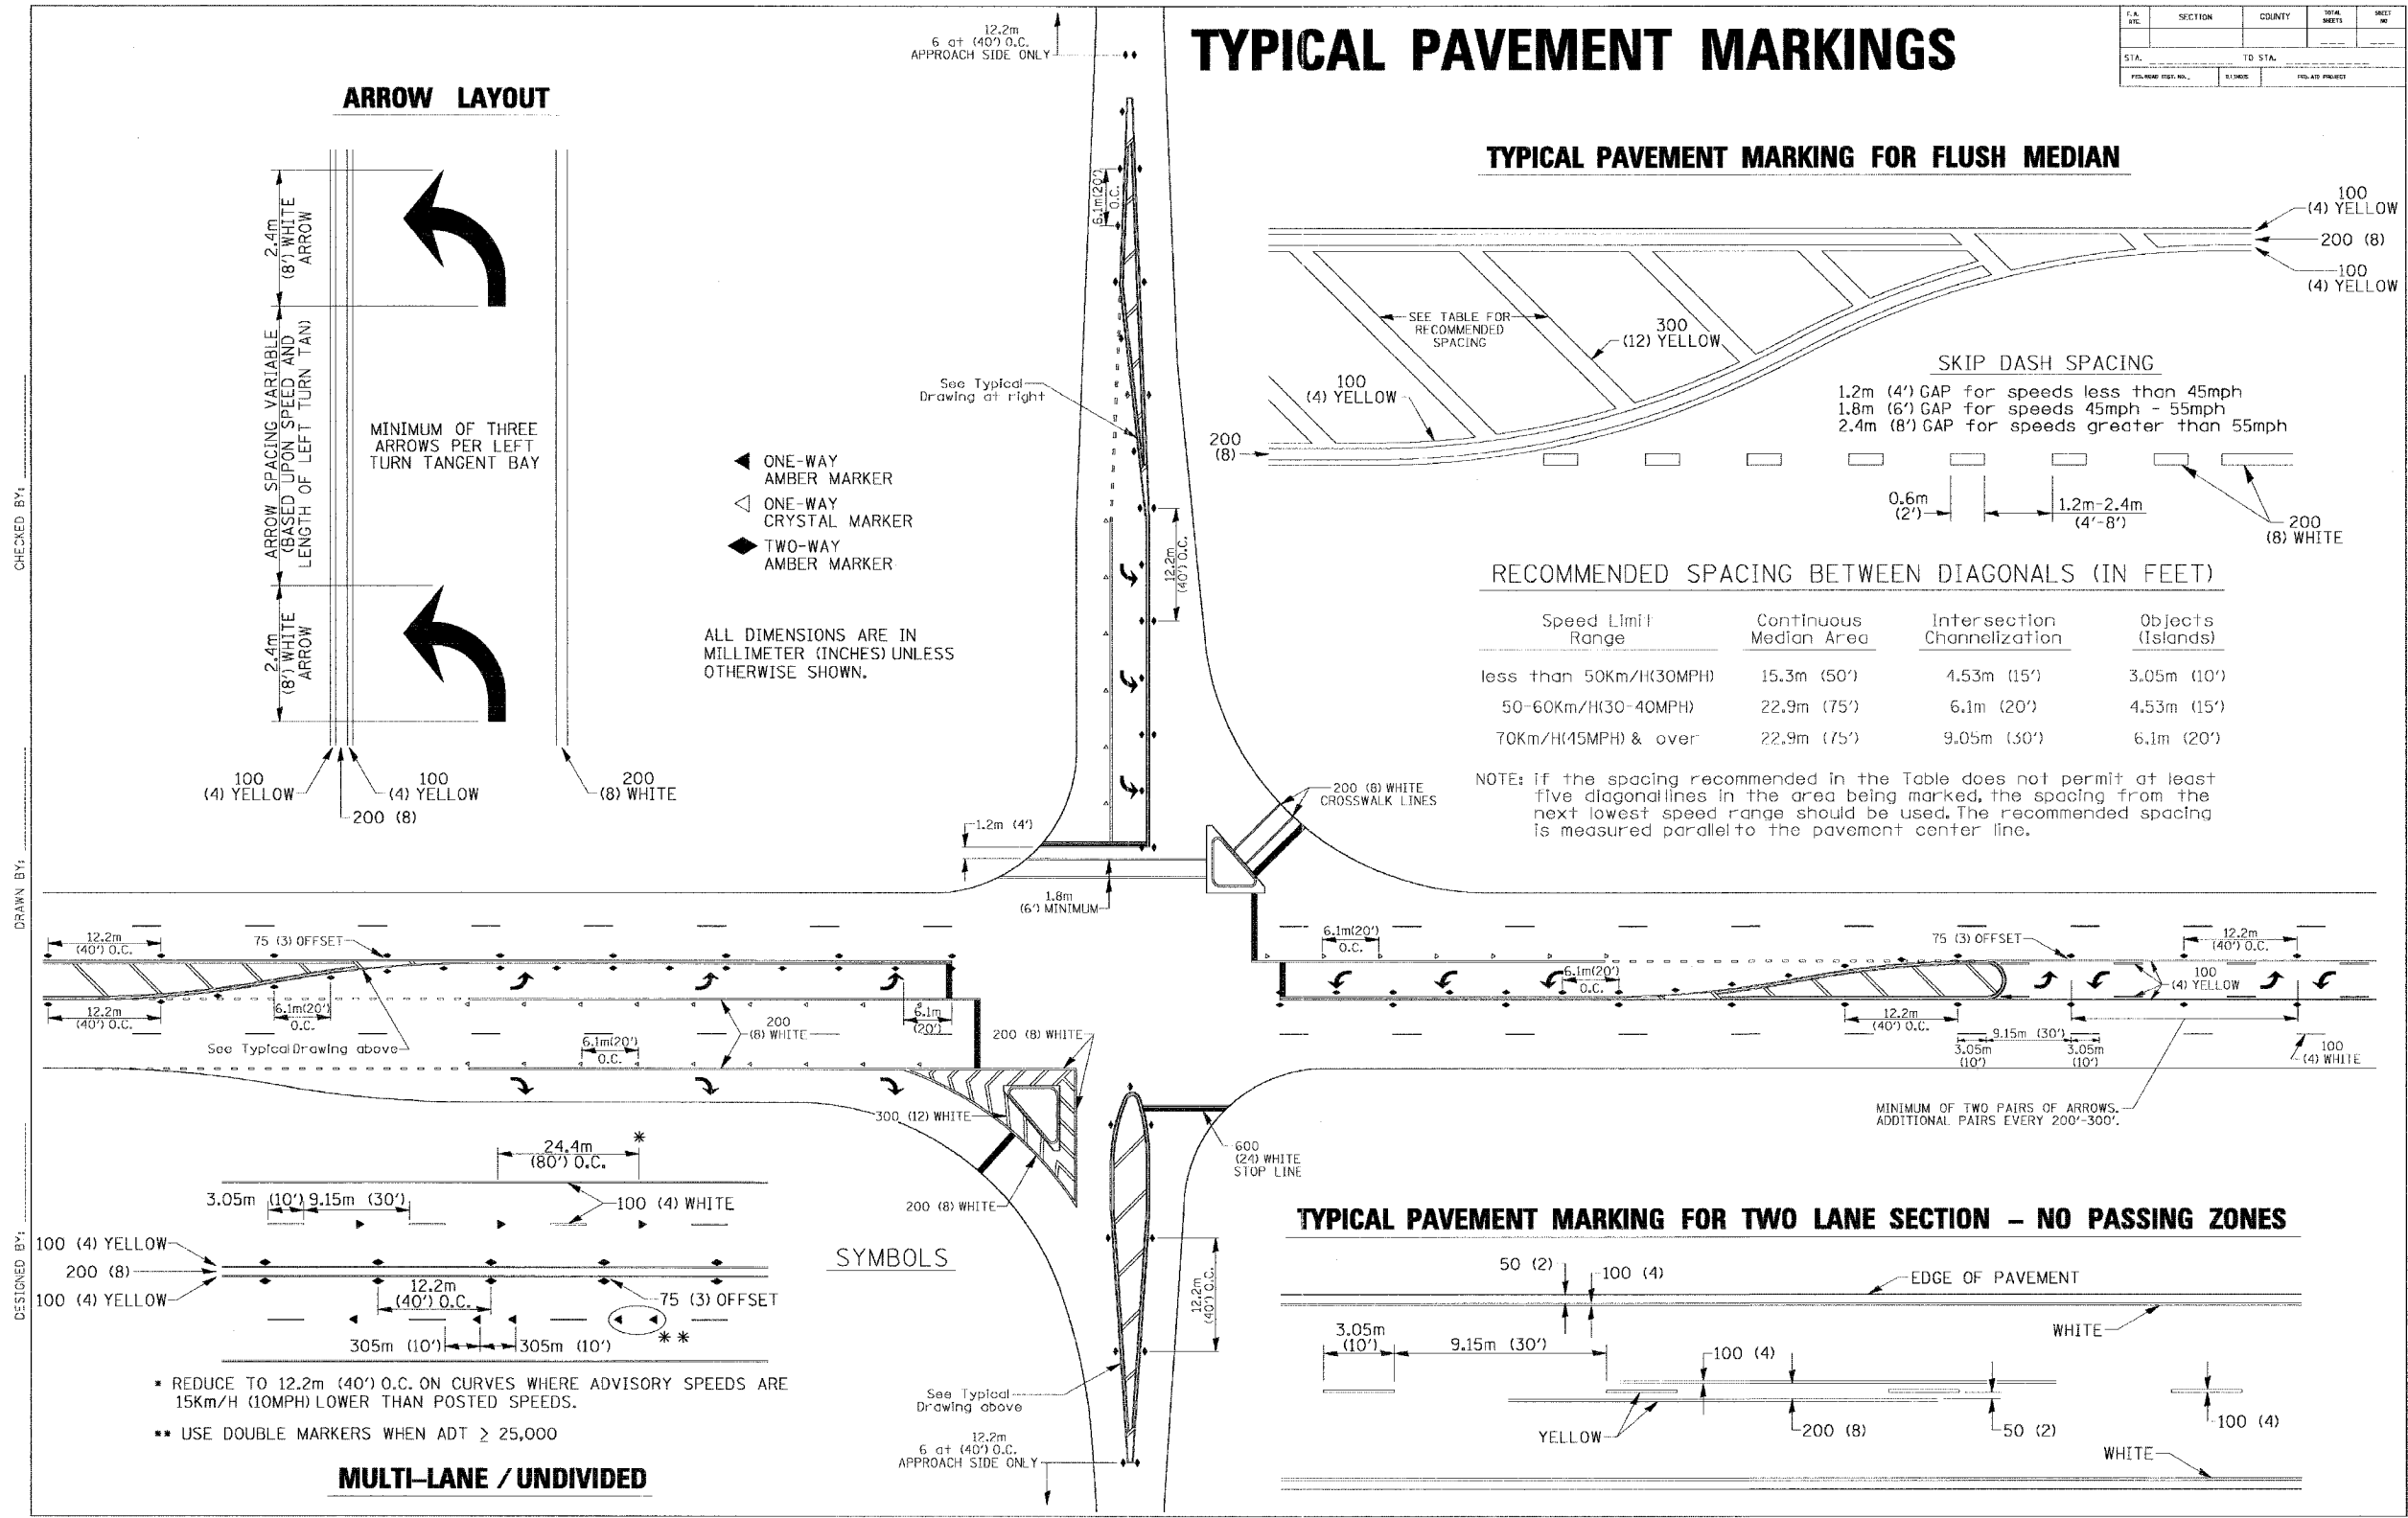 TYPICAL PAVEMENT MARKINGS
F.A.
RTE.
SECTION
COUNTY
TOTAL
SHEETS
SHEET
NO
STA.
TO STA.
ILLINOIS
ARROW LAYOUT
2.4m
(8') WHITE
ARROW
ARROW SPACING VARIABLE
(BASED UPON SPEED AND
LENGTH OF LEFT TURN TAN)
2.4m
(8') WHITE
ARROW
MINIMUM OF THREE
ARROWS PER LEFT
TURN TANGENT BAY
100
(4) YELLOW
200 (8)
100
(4) YELLOW
200
(8) WHITE
ONE-WAY
AMBER MARKER
ONE-WAY
CRYSTAL MARKER
TWO-WAY
AMBER MARKER
ALL DIMENSIONS ARE IN
MILLIMETER (INCHES) UNLESS
OTHERWISE SHOWN.
12.2m
6 at (40') O.C.
APPROACH SIDE ONLY
6.1m(20')
O.C.
See Typical
Drawing at right
12.2m
(40') O.C.
1.2m (4')
1.8m
(6') MINIMUM
200 (8) WHITE
CROSSWALK LINES
TYPICAL PAVEMENT MARKING FOR FLUSH MEDIAN
100
(4) YELLOW
200 (8)
100
(4) YELLOW
SEE TABLE FOR
RECOMMENDED
SPACING
300
(12) YELLOW
100
(4) YELLOW
200
(8)
SKIP DASH SPACING
1.2m (4') GAP for speeds less than 45mph
1.8m (6') GAP for speeds 45mph - 55mph
2.4m (8') GAP for speeds greater than 55mph
0.6m
(2')
1.2m-2.4m
(4'-8')
200
(8) WHITE
RECOMMENDED SPACING BETWEEN DIAGONALS (IN FEET)
Speed Limit
Range
Continuous
Median Area
Intersection
Channelization
Objects
(Islands)
less than 50Km/H(30MPH) 15.3m (50') 4.53m (15') 3.05m (10')
50-60Km/H(30-40MPH) 22.9m (75') 6.1m (20') 4.53m (15')
70Km/H(45MPH) & over 22.9m (75') 9.05m (30') 6.1m (20')
NOTE: if the spacing recommended in the Table does not permit at least
five diagonal lines in the area being marked, the spacing from the
next lowest speed range should be used. The recommended spacing
is measured parallel to the pavement center line.
12.2m
(40') O.C.
75 (3) OFFSET
12.2m
(40') O.C.
6.1m(20')
O.C.
See Typical Drawing above
6.1m(20')
O.C.
200
(8) WHITE
6.1m
(20')
200 (8) WHITE
300 (12) WHITE
200 (8) WHITE
6.1m(20')
O.C.
6.1m(20')
O.C.
75 (3) OFFSET
12.2m
(40') O.C.
100
(4) YELLOW
12.2m
(40') O.C.
9.15m (30')
3.05m
(10')
3.05m
(10')
100
(4) WHITE
MINIMUM OF TWO PAIRS OF ARROWS.
ADDITIONAL PAIRS EVERY 200'-300'.
600
(24) WHITE
STOP LINE
12.2m
(40') O.C.
See Typical
Drawing above
12.2m
6 at (40') O.C.
APPROACH SIDE ONLY
SYMBOLS
24.4m
(80') O.C.
*
3.05m (10') 9.15m (30')
100 (4) WHITE
100 (4) YELLOW
200 (8)
100 (4) YELLOW
12.2m
(40') O.C.
75 (3) OFFSET
305m (10')
305m (10')
**
* REDUCE TO 12.2m (40') O.C. ON CURVES WHERE ADVISORY SPEEDS ARE
15Km/H (10MPH) LOWER THAN POSTED SPEEDS.
** USE DOUBLE MARKERS WHEN ADT ≥ 25,000
MULTI-LANE / UNDIVIDED
TYPICAL PAVEMENT MARKING FOR TWO LANE SECTION - NO PASSING ZONES
50 (2)
100 (4)
EDGE OF PAVEMENT
WHITE
3.05m
(10')
9.15m (30')
100 (4)
YELLOW
200 (8)
50 (2)
100 (4)
WHITE
CHECKED BY:
DRAWN BY:
DESIGNED BY: